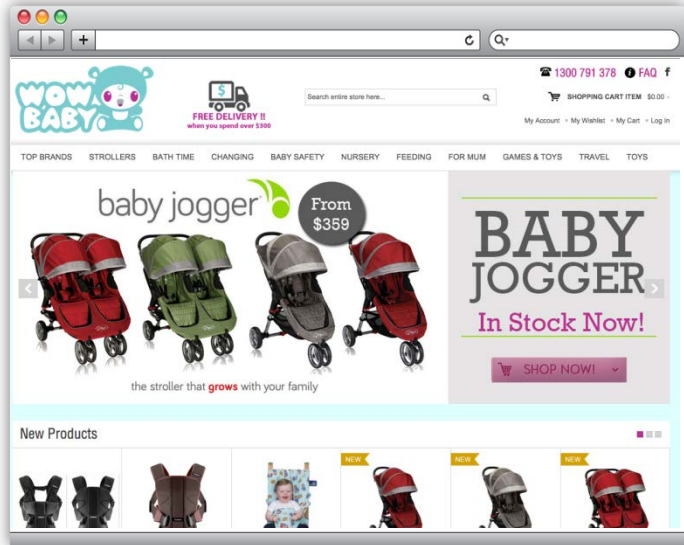 1300 791 378 FAQ f
WOW
BABY
$
FREE DELIVERY !!
when you spend over $300
Search entire store here...
SHOPPING CART ITEM $0.00
My Account My Wishlist My Cart Log In
TOP BRANDS STROLLERS BATH TIME CHANGING BABY SAFETY NURSERY FEEDING FOR MUM GAMES & TOYS TRAVEL TOYS
baby jogger
From
$359
the stroller that grows with your family
BABY
JOGGER
In Stock Now!
SHOP NOW!
New Products
NEW NEW NEW